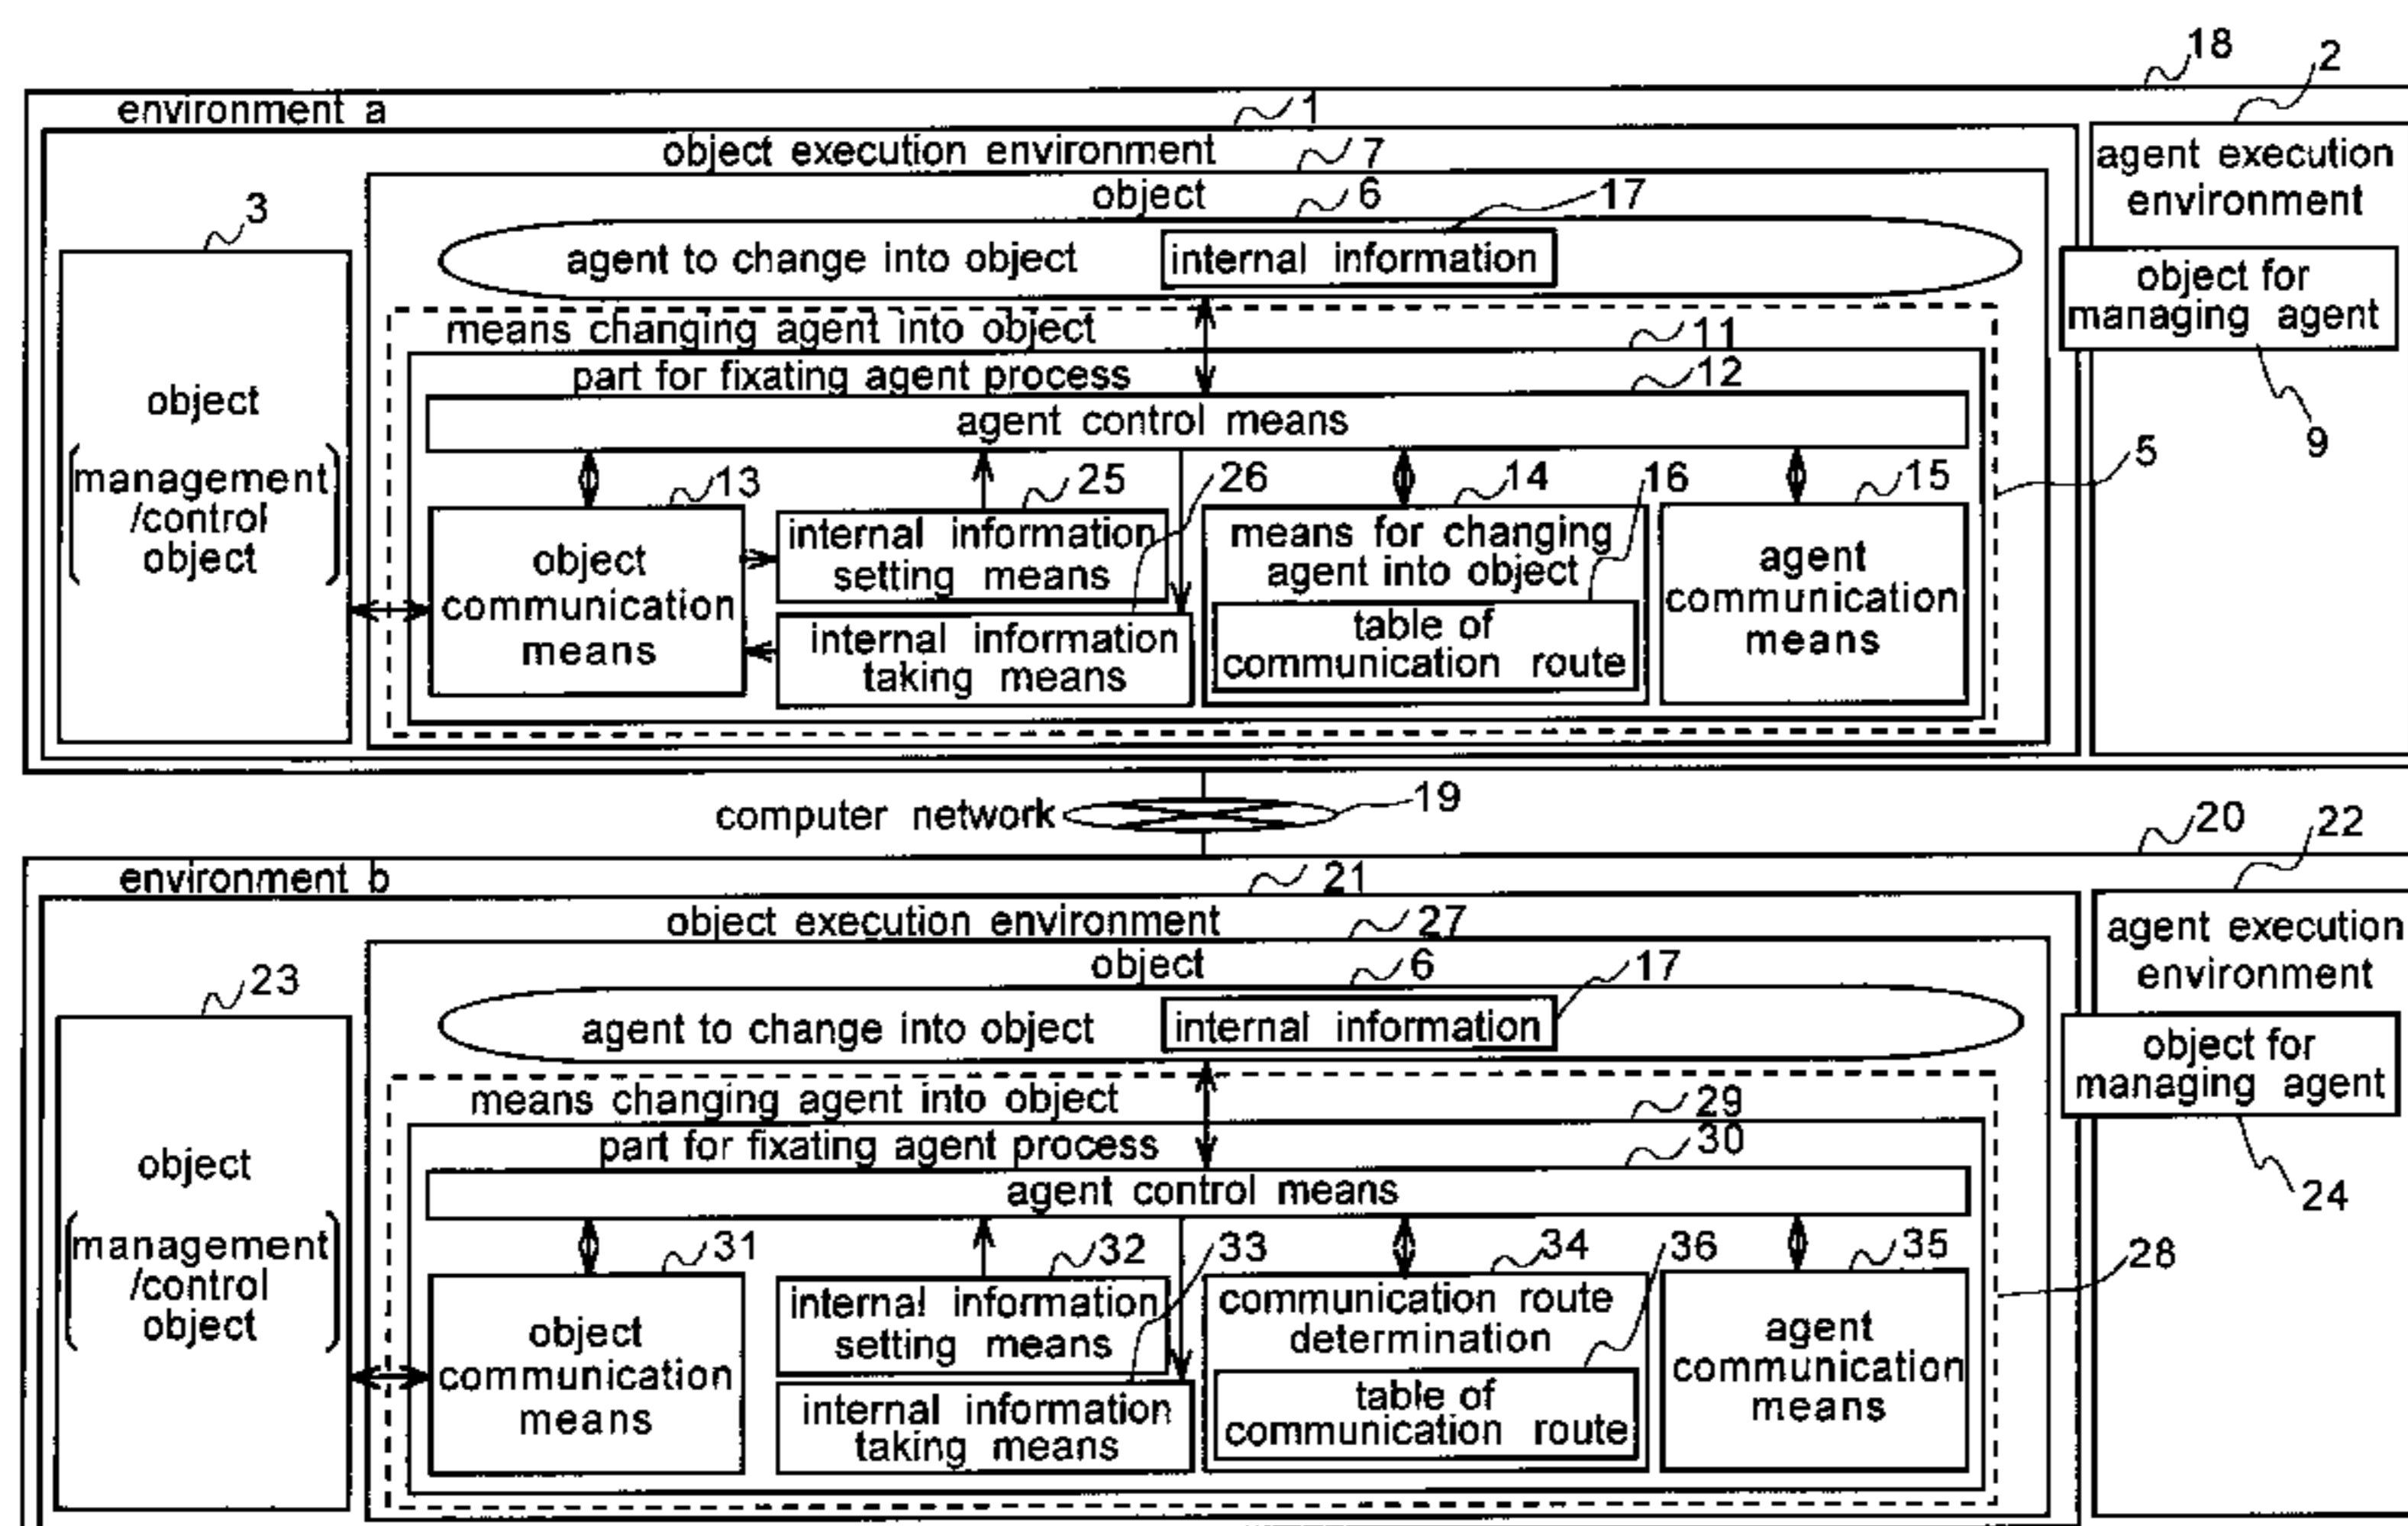 18
2
environment a
1
object execution environment
7
agent execution
environment
3
object
6
17
agent to change into object
internal information
object for
managing agent
means changing agent into object
11
part for fixating agent process
12
agent control means
9
5
object
(management
/control
object)
13
25
26
14
16
15
object
communication
means
internal information
setting means
internal information
taking means
means for changing
agent into object
table of
communication route
agent
communication
means
computer network
19
20
22
environment b
21
object execution environment
27
agent execution
environment
23
object
6
17
agent to change into object
internal information
object for
managing agent
means changing agent into object
29
part for fixating agent process
30
agent control means
24
28
object
(management
/control
object)
31
32
33
34
36
35
object
communication
means
internal information
setting means
internal information
taking means
communication route
determination
table of
communication route
agent
communication
means